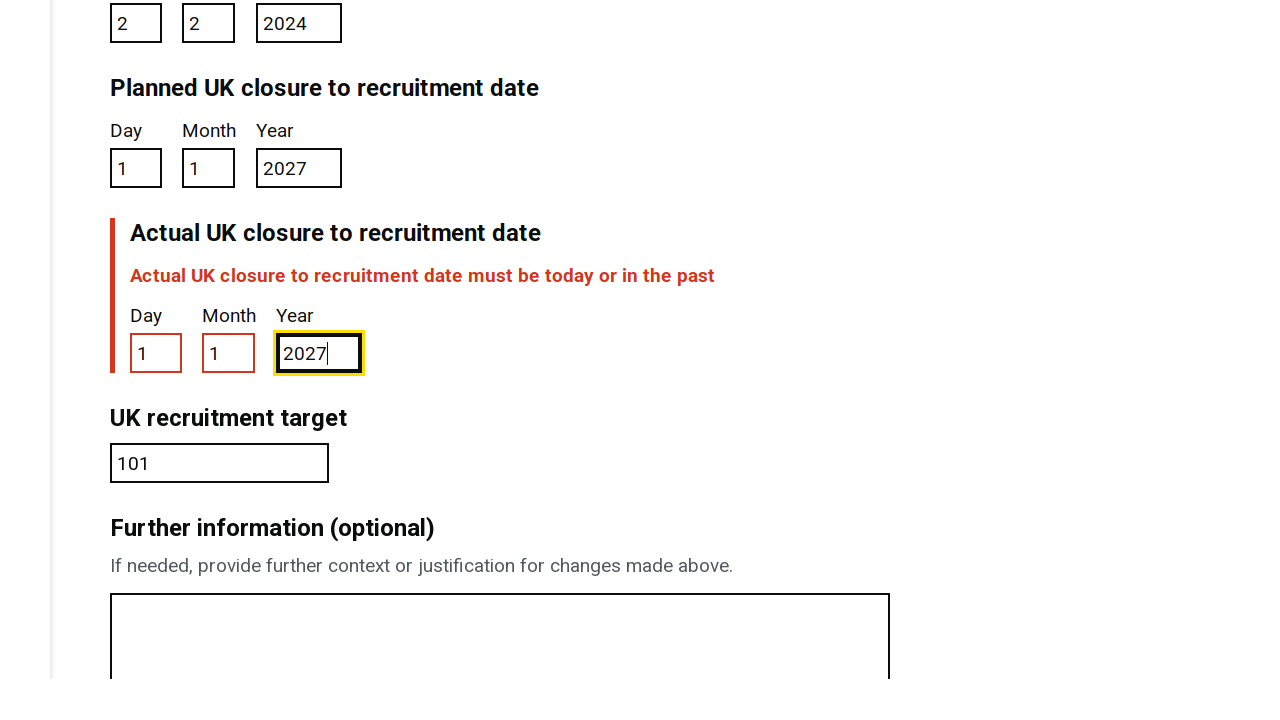 2 2 2024
Planned UK closure to recruitment date
Day Month Year
1 1 2027
Actual UK closure to recruitment date
Actual UK closure to recruitment date must be today or in the past
Day Month Year
1 1 2027
UK recruitment target
101
Further information (optional)
If needed, provide further context or justification for changes made above.